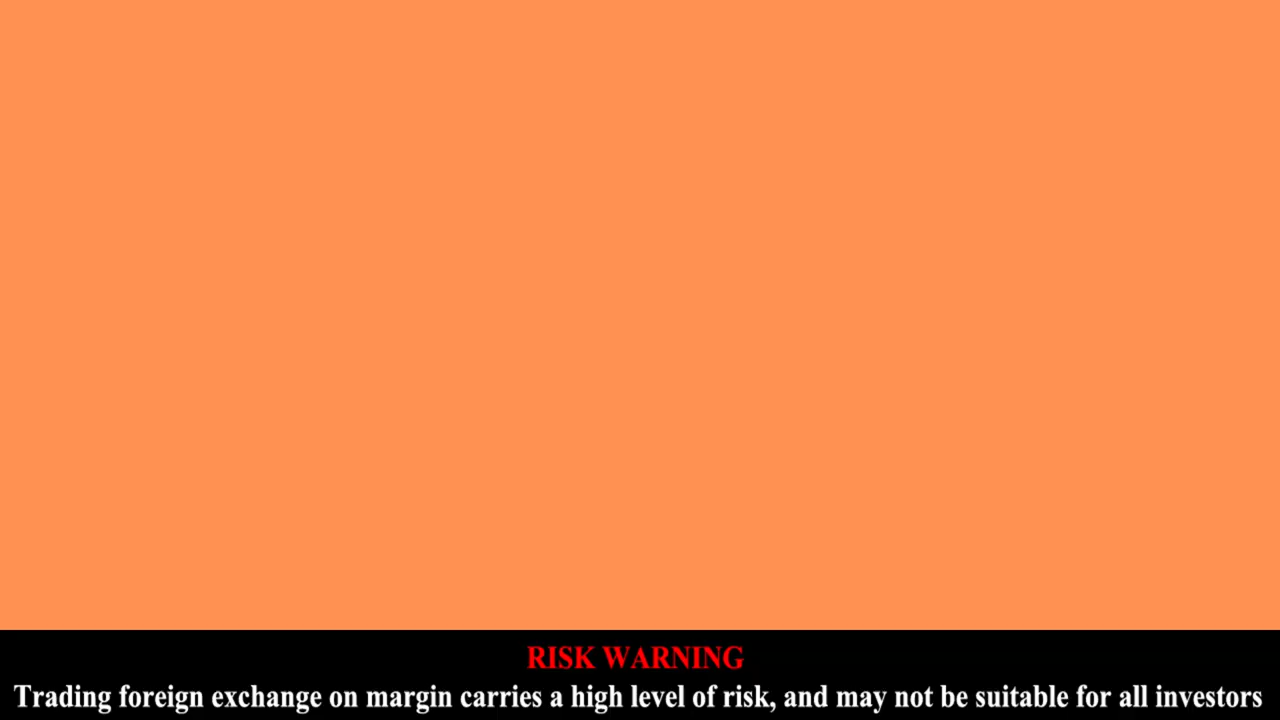 RISK WARNING
Trading foreign exchange on margin carries a high level of risk, and may not be suitable for all investors